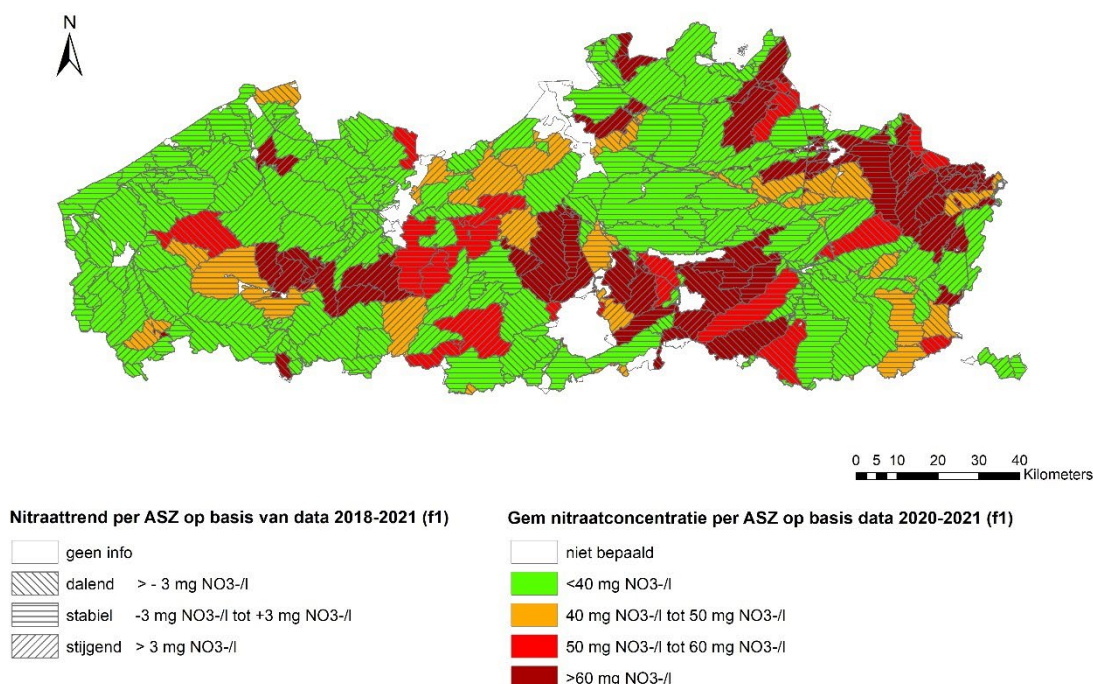 N
0 5 10 20 30 40
Kilometers
Nitraattrend per ASZ op basis van data 2018-2021 (f1)
geen info
dalend > - 3 mg NO3-/l
stabiel -3 mg NO3-/l tot +3 mg NO3-/l
stijgend > 3 mg NO3-/l
Gem nitraatconcentratie per ASZ op basis data 2020-2021 (f1)
niet bepaald
<40 mg NO3-/l
40 mg NO3-/l tot 50 mg NO3-/l
50 mg NO3-/l tot 60 mg NO3-/l
>60 mg NO3-/l